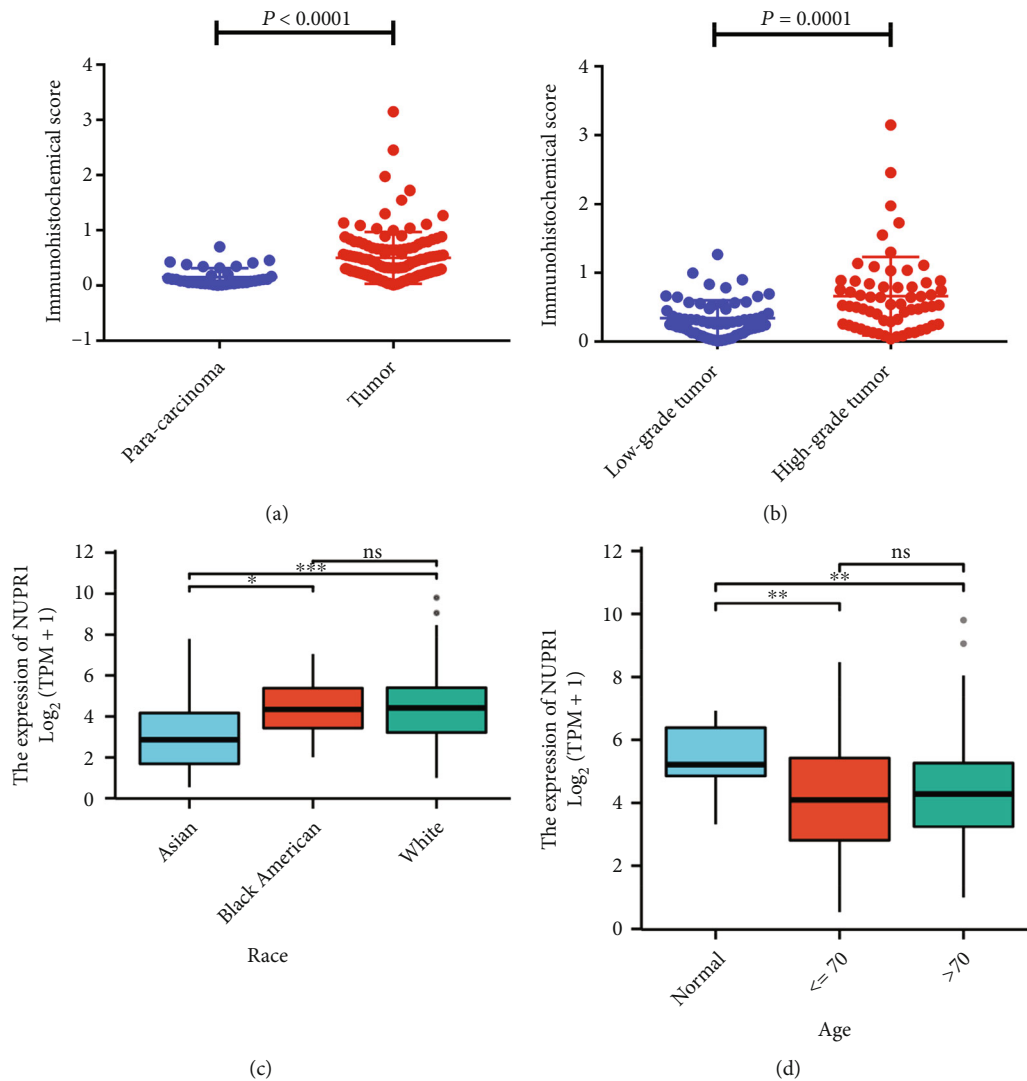 P < 0.0001
4
3
2
1
0
−1
Immunohistochemical score
Para-carcinoma
Tumor
(a)
P = 0.0001
4
3
2
1
0
Immunohistochemical score
Low-grade tumor
High-grade tumor
(b)
ns
***
*
12
10
8
6
4
2
0
The expression of NUPR1
Log₂ (TPM + 1)
Asian
Black American
White
Race
(c)
ns
**
**
12
10
8
6
4
2
0
The expression of NUPR1
Log₂ (TPM + 1)
Normal
<= 70
> 70
Age
(d)